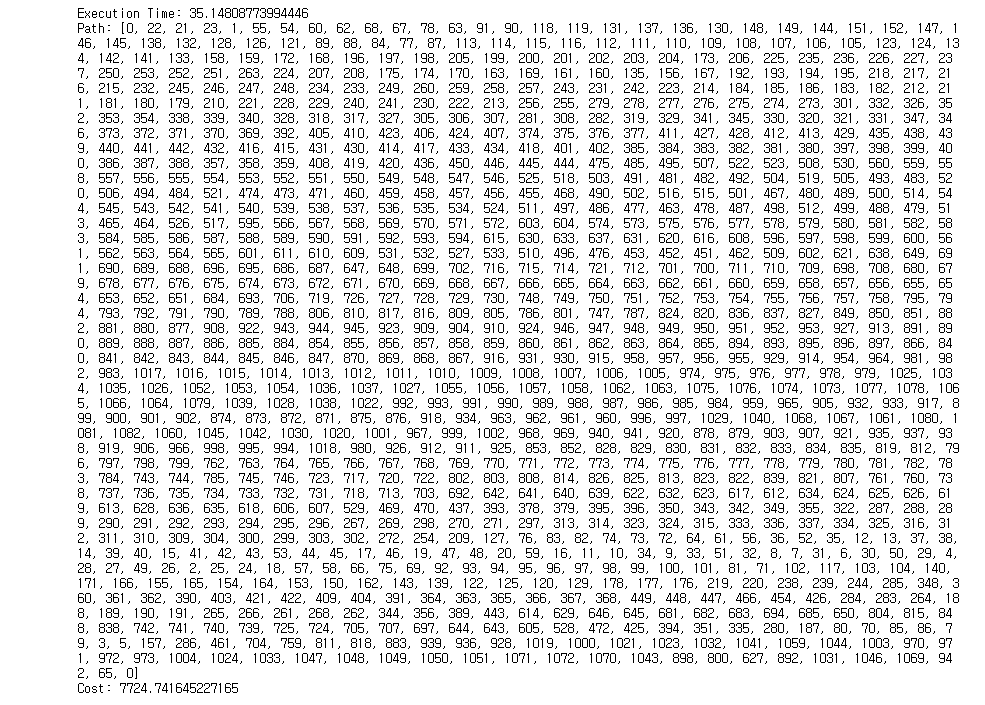 Execution Time: 35.14808773994446
Path: [0, 22, 21, 23, 1, 55, 54, 60, 62, 68, 67, 78, 63, 91, 90, 118, 119, 131, 137, 136, 130, 148, 149, 144, 151, 152, 147, 1
46, 145, 138, 132, 128, 126, 121, 89, 88, 84, 77, 87, 113, 114, 115, 116, 112, 111, 110, 109, 108, 107, 106, 105, 123, 124, 13
4, 142, 141, 133, 158, 159, 172, 168, 196, 197, 198, 205, 199, 200, 201, 202, 203, 204, 173, 206, 225, 235, 236, 226, 227, 23
7, 250, 253, 252, 251, 263, 224, 207, 208, 175, 174, 170, 163, 169, 161, 160, 135, 156, 167, 192, 193, 194, 195, 218, 217, 21
6, 215, 232, 245, 246, 247, 248, 234, 233, 249, 260, 259, 258, 257, 243, 231, 242, 223, 214, 184, 185, 186, 183, 182, 212, 21
1, 181, 180, 179, 210, 221, 228, 229, 240, 241, 230, 222, 213, 256, 255, 279, 278, 277, 276, 275, 274, 273, 301, 332, 326, 35
2, 353, 354, 338, 339, 340, 328, 318, 317, 327, 305, 306, 307, 281, 308, 282, 319, 329, 341, 345, 330, 320, 321, 331, 347, 34
6, 373, 372, 371, 370, 369, 392, 405, 410, 423, 406, 424, 407, 374, 375, 376, 377, 411, 427, 428, 412, 413, 429, 435, 438, 43
9, 440, 441, 442, 432, 416, 415, 431, 430, 414, 417, 433, 434, 418, 401, 402, 385, 384, 383, 382, 381, 380, 397, 398, 399, 40
0, 386, 387, 388, 357, 358, 359, 408, 419, 420, 436, 450, 446, 445, 444, 475, 485, 495, 507, 522, 523, 508, 530, 560, 559, 55
8, 557, 556, 555, 554, 553, 552, 551, 550, 549, 548, 547, 546, 525, 518, 503, 491, 481, 482, 492, 504, 519, 505, 493, 483, 52
0, 506, 494, 484, 521, 474, 473, 471, 460, 459, 458, 457, 456, 455, 468, 490, 502, 516, 515, 501, 467, 480, 489, 500, 514, 54
4, 545, 543, 542, 541, 540, 539, 538, 537, 536, 535, 534, 524, 511, 497, 486, 477, 463, 478, 487, 498, 512, 499, 488, 479, 51
3, 465, 464, 526, 517, 595, 566, 567, 568, 569, 570, 571, 572, 603, 604, 574, 573, 575, 576, 577, 578, 579, 580, 581, 582, 58
3, 584, 585, 586, 587, 588, 589, 590, 591, 592, 593, 594, 615, 630, 633, 637, 631, 620, 616, 608, 596, 597, 598, 599, 600, 56
1, 562, 563, 564, 565, 601, 611, 610, 609, 531, 532, 527, 533, 510, 496, 476, 453, 452, 451, 462, 509, 602, 621, 638, 649, 69
1, 690, 689, 688, 696, 695, 686, 687, 647, 648, 699, 702, 716, 715, 714, 721, 712, 701, 700, 711, 710, 709, 698, 708, 680, 67
9, 678, 677, 676, 675, 674, 673, 672, 671, 670, 669, 668, 667, 666, 665, 664, 663, 662, 661, 660, 659, 658, 657, 656, 655, 65
4, 653, 652, 651, 684, 693, 706, 719, 726, 727, 728, 729, 730, 748, 749, 750, 751, 752, 753, 754, 755, 756, 757, 758, 795, 79
4, 793, 792, 791, 790, 789, 788, 806, 810, 817, 816, 809, 805, 786, 801, 747, 787, 824, 820, 836, 837, 827, 849, 850, 851, 88
2, 881, 880, 877, 908, 922, 943, 944, 945, 923, 909, 904, 910, 924, 946, 947, 948, 949, 950, 951, 952, 953, 927, 913, 891, 89
0, 889, 888, 887, 886, 885, 884, 854, 855, 856, 857, 858, 859, 860, 861, 862, 863, 864, 865, 894, 893, 895, 896, 897, 866, 84
0, 841, 842, 843, 844, 845, 846, 847, 870, 869, 868, 867, 916, 931, 930, 915, 958, 957, 956, 955, 929, 914, 954, 964, 981, 98
2, 983, 1017, 1016, 1015, 1014, 1013, 1012, 1011, 1010, 1009, 1008, 1007, 1006, 1005, 974, 975, 976, 977, 978, 979, 1025, 103
4, 1035, 1026, 1052, 1053, 1054, 1036, 1037, 1027, 1055, 1056, 1057, 1058, 1062, 1063, 1075, 1076, 1074, 1073, 1077, 1078, 106
5, 1066, 1064, 1079, 1039, 1028, 1038, 1022, 992, 993, 991, 990, 989, 988, 987, 986, 985, 984, 959, 965, 905, 932, 933, 917, 8
99, 900, 901, 902, 874, 873, 872, 871, 875, 876, 918, 934, 963, 962, 961, 960, 996, 997, 1029, 1040, 1068, 1067, 1061, 1080, 1
081, 1082, 1060, 1045, 1042, 1030, 1020, 1001, 967, 999, 1002, 968, 969, 940, 941, 920, 878, 879, 903, 907, 921, 935, 937, 93
8, 919, 906, 966, 998, 995, 994, 1018, 980, 926, 912, 911, 925, 853, 852, 828, 829, 830, 831, 832, 833, 834, 835, 819, 812, 79
6, 797, 798, 799, 762, 763, 764, 765, 766, 767, 768, 769, 770, 771, 772, 773, 774, 775, 776, 777, 778, 779, 780, 781, 782, 78
3, 784, 743, 744, 785, 745, 746, 723, 717, 720, 722, 802, 803, 808, 814, 826, 825, 813, 823, 822, 839, 821, 807, 761, 760, 73
8, 737, 736, 735, 734, 733, 732, 731, 718, 713, 703, 692, 642, 641, 640, 639, 622, 632, 623, 617, 612, 634, 624, 625, 626, 61
9, 613, 628, 636, 635, 618, 606, 607, 529, 469, 470, 437, 393, 378, 379, 395, 396, 350, 343, 342, 349, 355, 322, 287, 288, 28
9, 290, 291, 292, 293, 294, 295, 296, 267, 269, 298, 270, 271, 297, 313, 314, 323, 324, 315, 333, 336, 337, 334, 325, 316, 31
2, 311, 310, 309, 304, 300, 299, 303, 302, 272, 254, 209, 127, 76, 83, 82, 74, 73, 72, 64, 61, 56, 36, 52, 35, 12, 13, 37, 38,
14, 39, 40, 15, 41, 42, 43, 53, 44, 45, 17, 46, 19, 47, 48, 20, 59, 16, 11, 10, 34, 9, 33, 51, 32, 8, 7, 31, 6, 30, 50, 29, 4,
28, 27, 49, 26, 2, 25, 24, 18, 57, 58, 66, 75, 69, 92, 93, 94, 95, 96, 97, 98, 99, 100, 101, 81, 71, 102, 117, 103, 104, 140,
171, 166, 155, 165, 154, 164, 153, 150, 162, 143, 139, 122, 125, 120, 129, 178, 177, 176, 219, 220, 238, 239, 244, 285, 348, 3
60, 361, 362, 390, 403, 421, 422, 409, 404, 391, 364, 363, 365, 366, 367, 368, 449, 448, 447, 466, 454, 426, 284, 283, 264, 18
8, 189, 190, 191, 265, 266, 261, 268, 262, 344, 356, 389, 443, 614, 629, 646, 645, 681, 682, 683, 694, 685, 650, 804, 815, 84
8, 838, 742, 741, 740, 739, 725, 724, 705, 707, 697, 644, 643, 605, 528, 472, 425, 394, 351, 335, 280, 187, 80, 70, 85, 86, 7
9, 3, 5, 157, 286, 461, 704, 759, 811, 818, 883, 939, 936, 928, 1019, 1000, 1021, 1023, 1032, 1041, 1059, 1044, 1003, 970, 97
1, 972, 973, 1004, 1024, 1033, 1047, 1048, 1049, 1050, 1051, 1071, 1072, 1070, 1043, 898, 800, 627, 892, 1031, 1046, 1069, 94
2, 65, 0]
Cost: 7724.741645227165